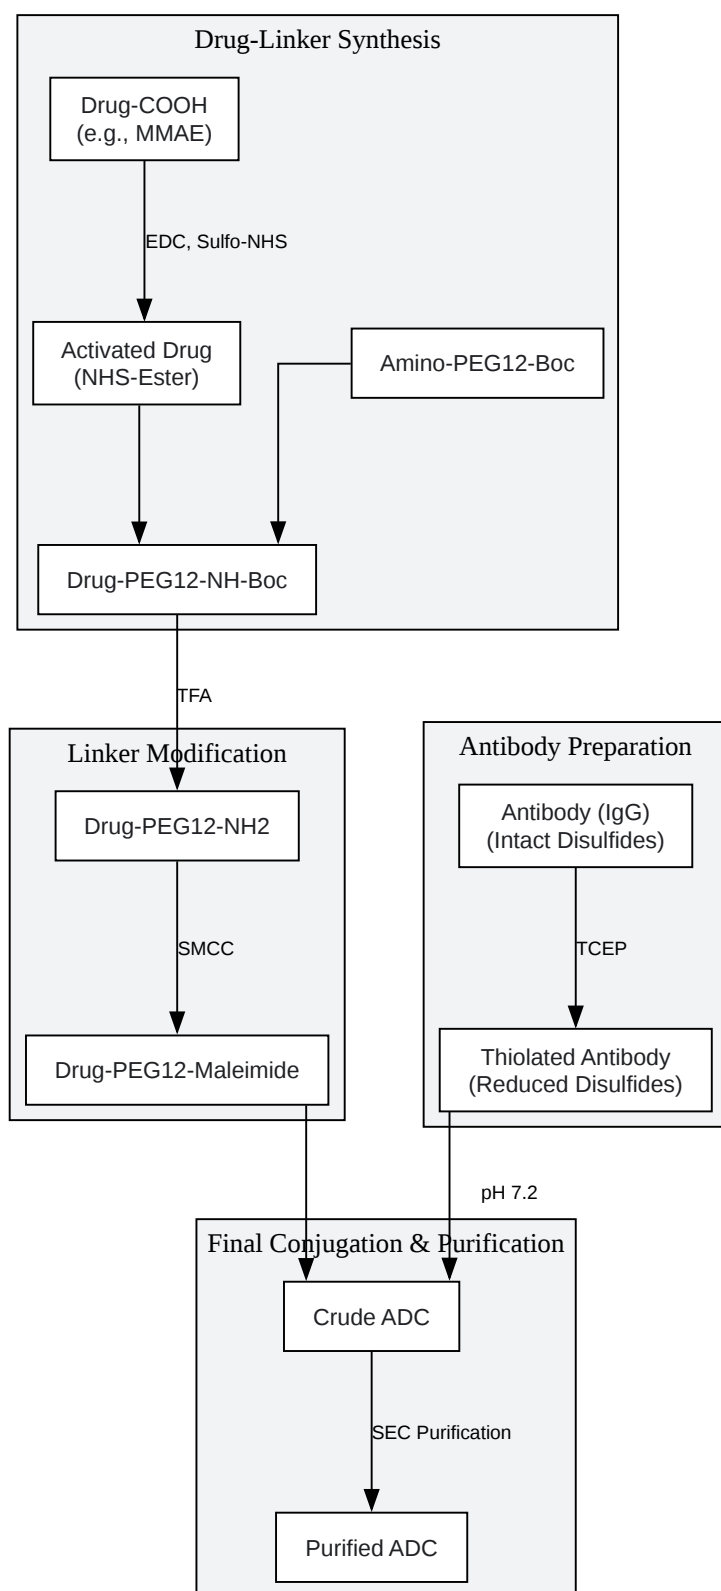 Drug-Linker Synthesis
Drug-COOH
(e.g., MMAE)
EDC, Sulfo-NHS
Activated Drug
(NHS-Ester)
Amino-PEG12-Boc
Drug-PEG12-NH-Boc
TFA
Linker Modification
Drug-PEG12-NH2
SMCC
Drug-PEG12-Maleimide
Antibody Preparation
Antibody (IgG)
(Intact Disulfides)
TCEP
Thiolated Antibody
(Reduced Disulfides)
pH 7.2
Final Conjugation & Purification
Crude ADC
SEC Purification
Purified ADC